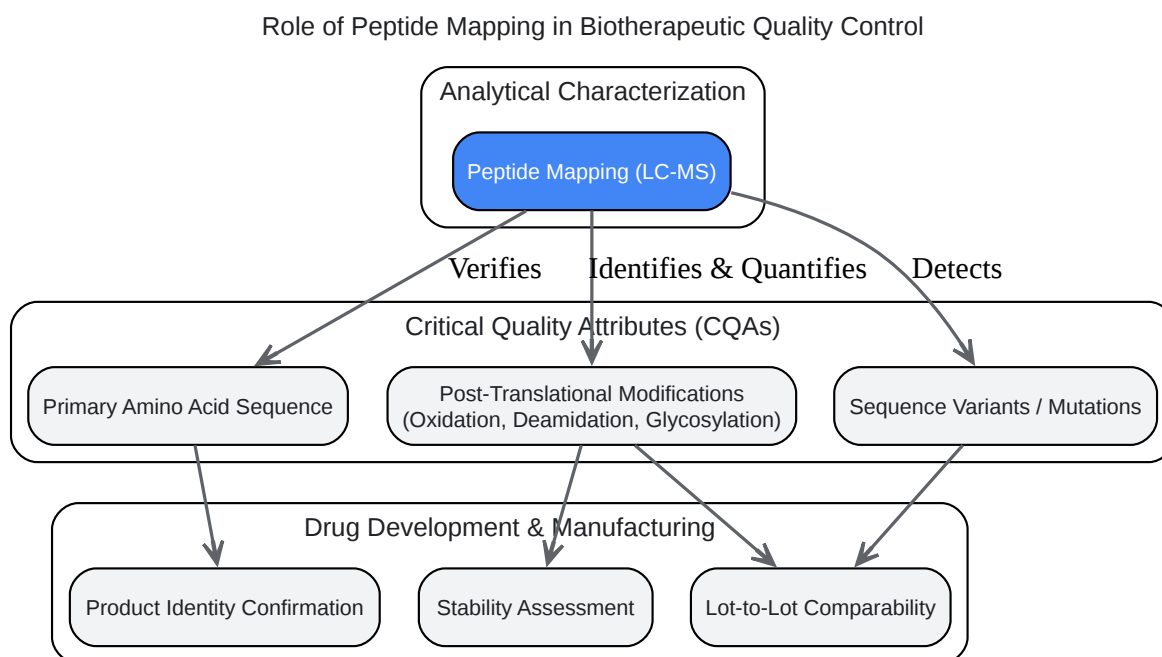 Role of Peptide Mapping in Biotherapeutic Quality Control
Analytical Characterization
Peptide Mapping (LC-MS)
Verifies
Identifies & Quantifies
Detects
Critical Quality Attributes (CQAs)
Primary Amino Acid Sequence
Post-Translational Modifications
(Oxidation, Deamidation, Glycosylation)
Sequence Variants / Mutations
Drug Development & Manufacturing
Product Identity Confirmation
Stability Assessment
Lot-to-Lot Comparability